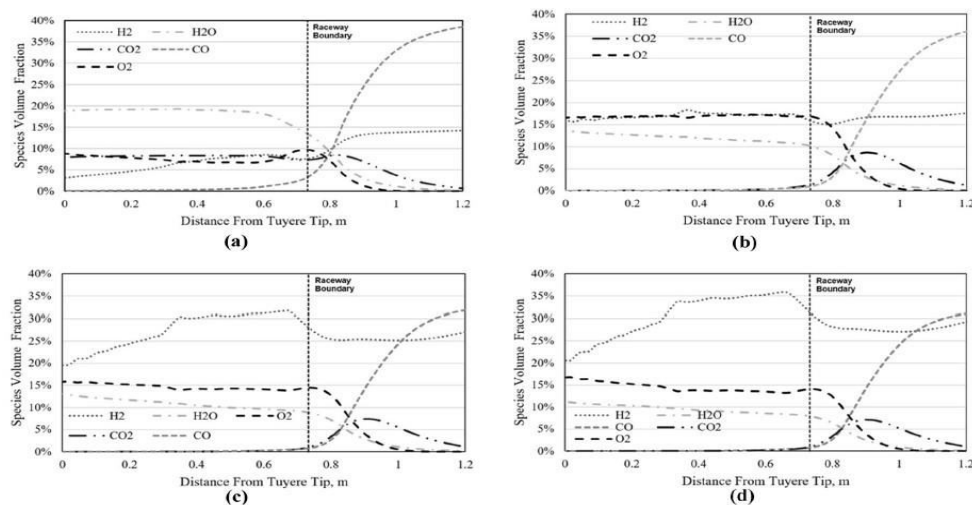 40%
35%
30%
25%
20%
15%
10%
5%
0%
Species Volume Fraction
H2 H2O
CO2 CO
O2
Raceway
Boundary
0 0.2 0.4 0.6 0.8 1 1.2
Distance From Tuyere Tip, m
(a)
40%
35%
30%
25%
20%
15%
10%
5%
0%
Species Volume Fraction
H2 H2O
CO2 CO
O2
Raceway
Boundary
0 0.2 0.4 0.6 0.8 1 1.2
Distance From Tuyere Tip, m
(b)
40%
35%
30%
25%
20%
15%
10%
5%
0%
Species Volume Fraction
Raceway
Boundary
H2 H2O O2
CO2 CO
0 0.2 0.4 0.6 0.8 1 1.2
Distance From Tuyere Tip, m
(c)
40%
35%
30%
25%
20%
15%
10%
5%
0%
Species Volume Fraction
Raceway
Boundary
H2 H2O
CO CO2
O2
0 0.2 0.4 0.6 0.8 1 1.2
Distance From Tuyere Tip, m
(d)